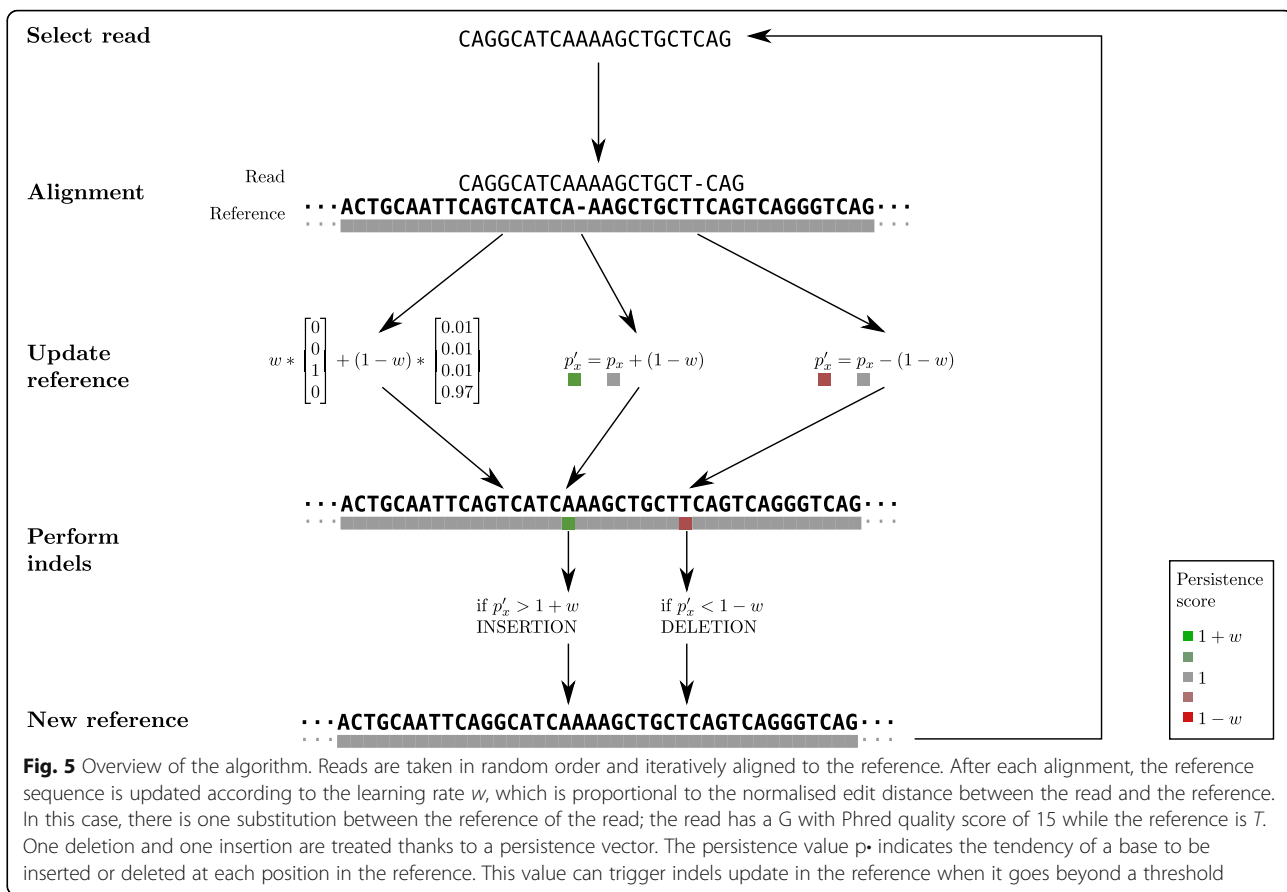 Select read
CAGGCATCAAAAGCTGCTCAG
Alignment
Read
CAGGCATCAAAAGCTGCT-CAG
Reference
···ACTGCAATTCAGTCATCA-AAGCTGCTTCAGTCAGGGTCAG···
Update
reference
w * [0 0 1 0] + (1 − w) * [0.01 0.01 0.01 0.97]
p′x = px + (1 − w)
p′x = px − (1 − w)
···ACTGCAATTCAGTCATCAAAGCTGCTTCAGTCAGGGTCAG···
Perform
indels
if p′x > 1 + w
INSERTION
if p′x < 1 − w
DELETION
Persistence
score
1 + w
1
1 − w
New reference
···ACTGCAATTCAGGCATCAAAAGCTGCTCAGTCAGGGTCAG···
Fig. 5 Overview of the algorithm. Reads are taken in random order and iteratively aligned to the reference. After each alignment, the reference
sequence is updated according to the learning rate w, which is proportional to the normalised edit distance between the read and the reference.
In this case, there is one substitution between the reference of the read; the read has a G with Phred quality score of 15 while the reference is T.
One deletion and one insertion are treated thanks to a persistence vector. The persistence value p• indicates the tendency of a base to be
inserted or deleted at each position in the reference. This value can trigger indels update in the reference when it goes beyond a threshold